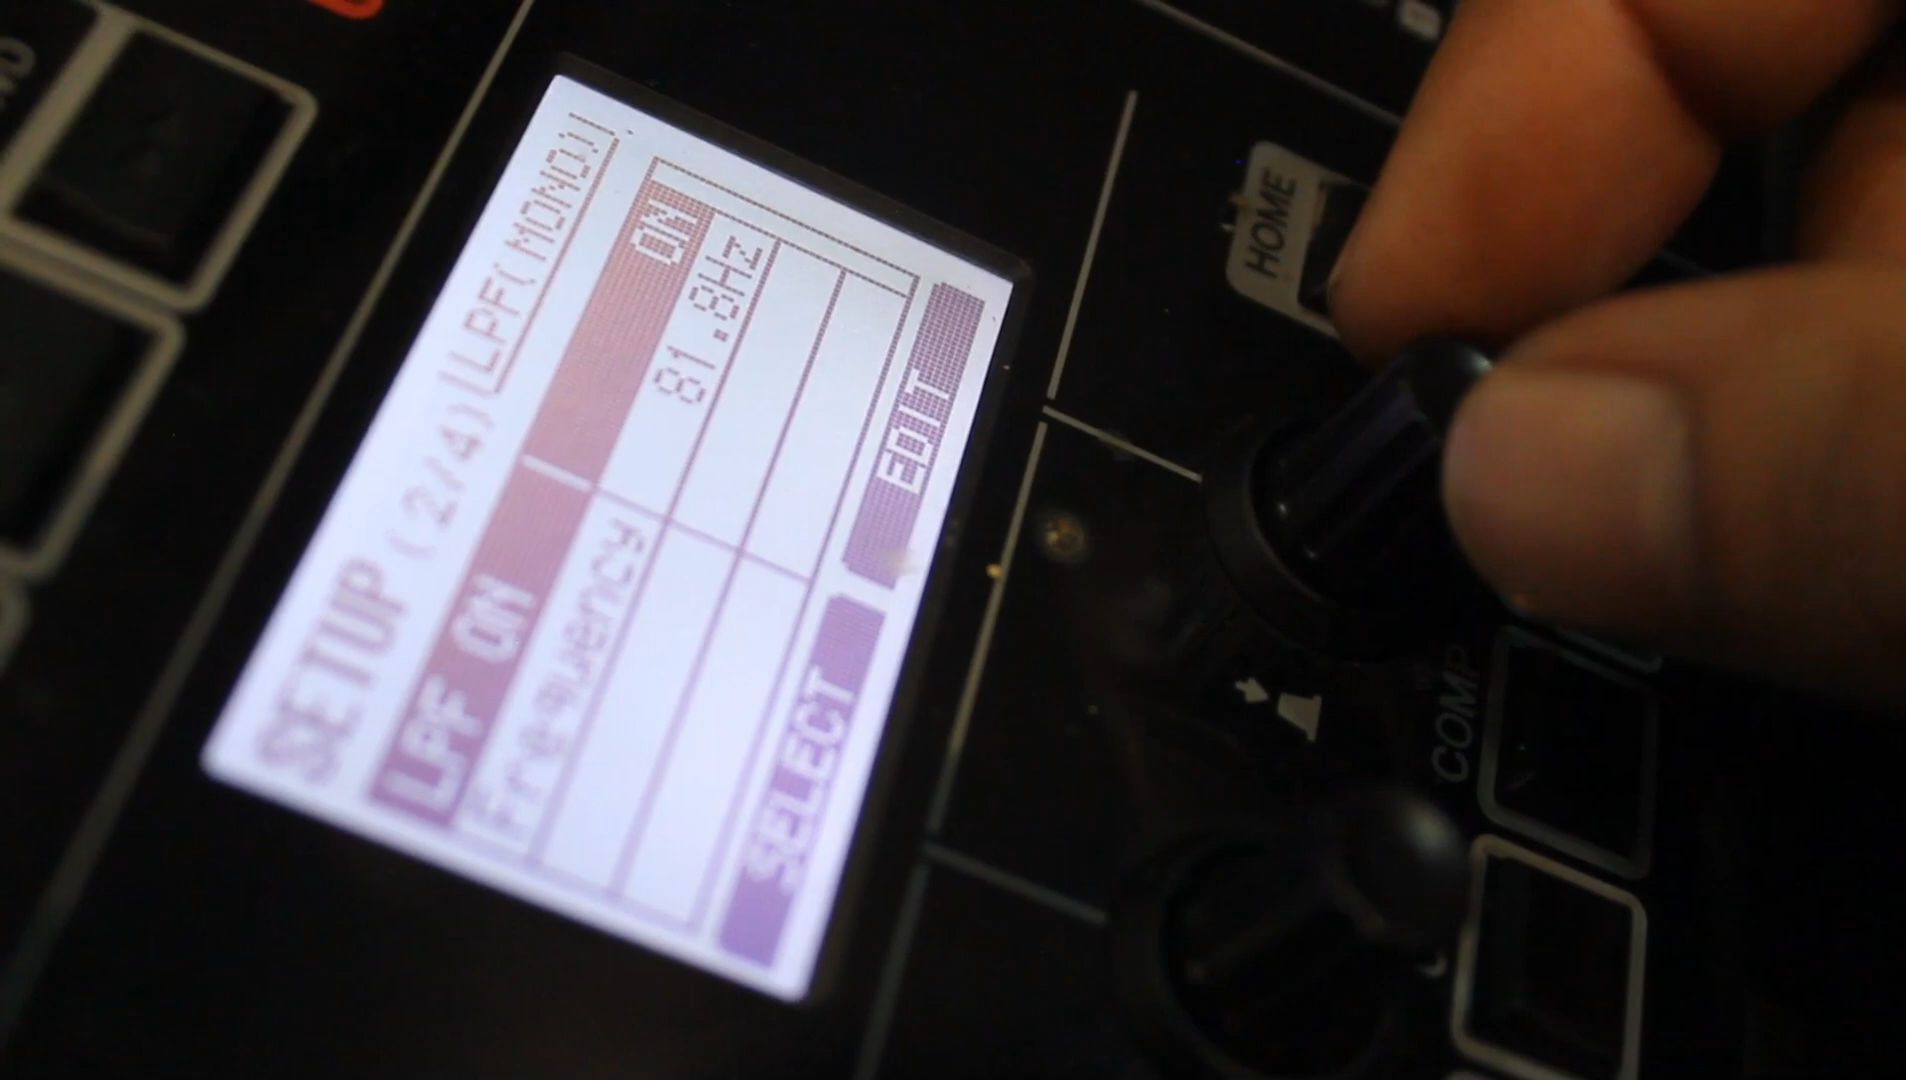 SETUP (2/4) LPF(MONO)
LPF ON ON
Frequency 81.8Hz
SELECT EDIT
HOME
COMP